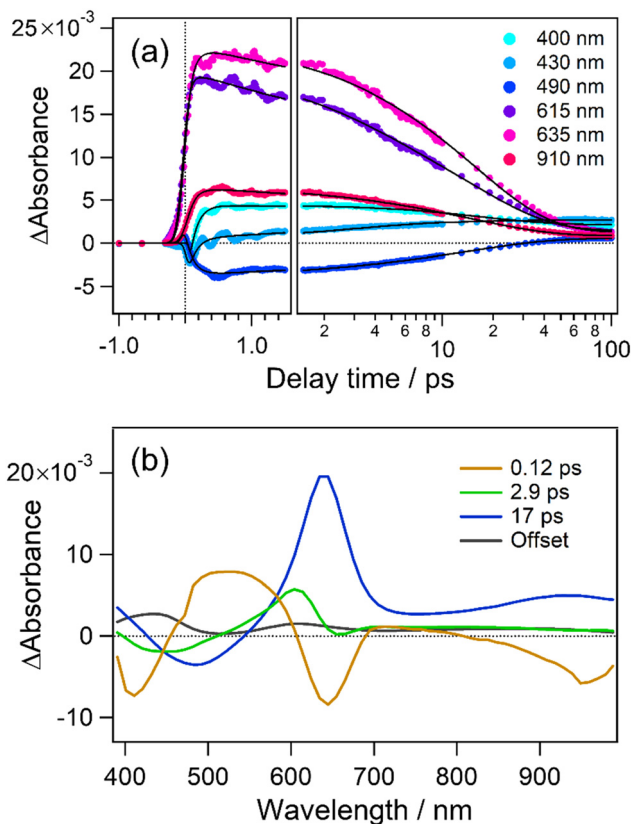 25×10⁻³
(a)
400 nm
430 nm
490 nm
615 nm
635 nm
910 nm
20
15
10
5
0
-5
ΔAbsorbance
-1.0
0.0
1.0
2
4
6
8
10
2
4
6
8
100
Delay time / ps
(b)
20×10⁻³
10
0
-10
ΔAbsorbance
0.12 ps
2.9 ps
17 ps
Offset
400
500
600
700
800
900
Wavelength / nm